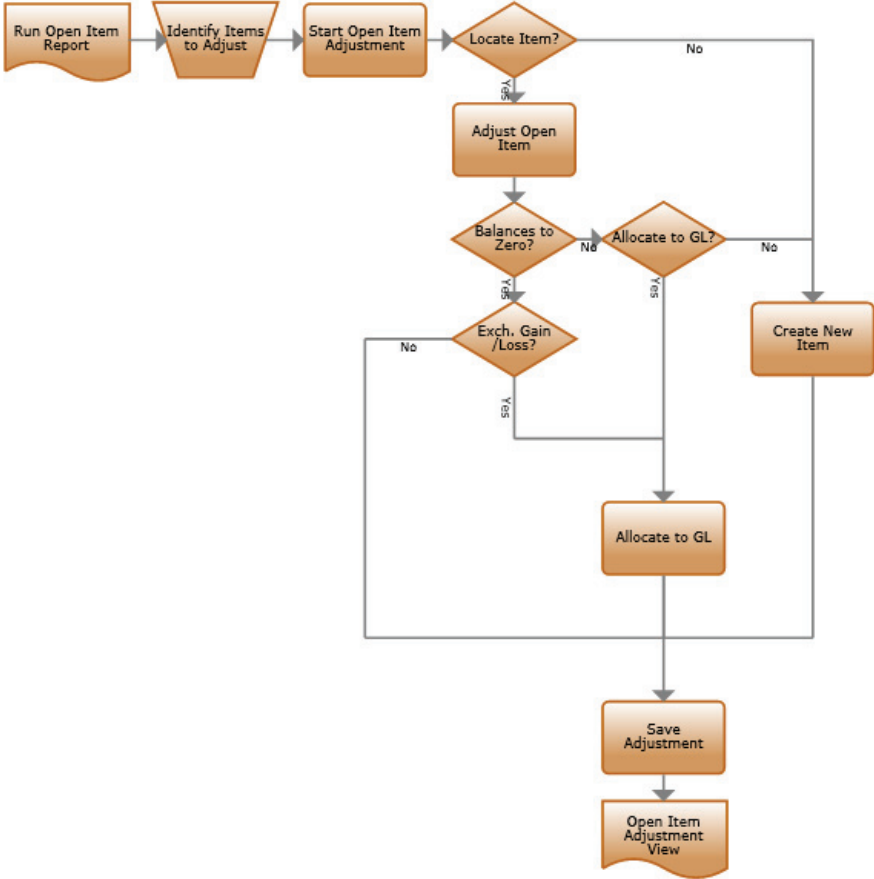 Run Open Item
Report
Identify Items
to Adjust
Start Open Item
Adjustment
Locate Item?
No
Yes
Adjust Open
Item
Balances to
Zero?
No
Allocate to GL?
No
Yes
Yes
Exch. Gain
/Loss?
No
Create New
Item
Yes
Allocate to GL
Save
Adjustment
Open Item
Adjustment
View